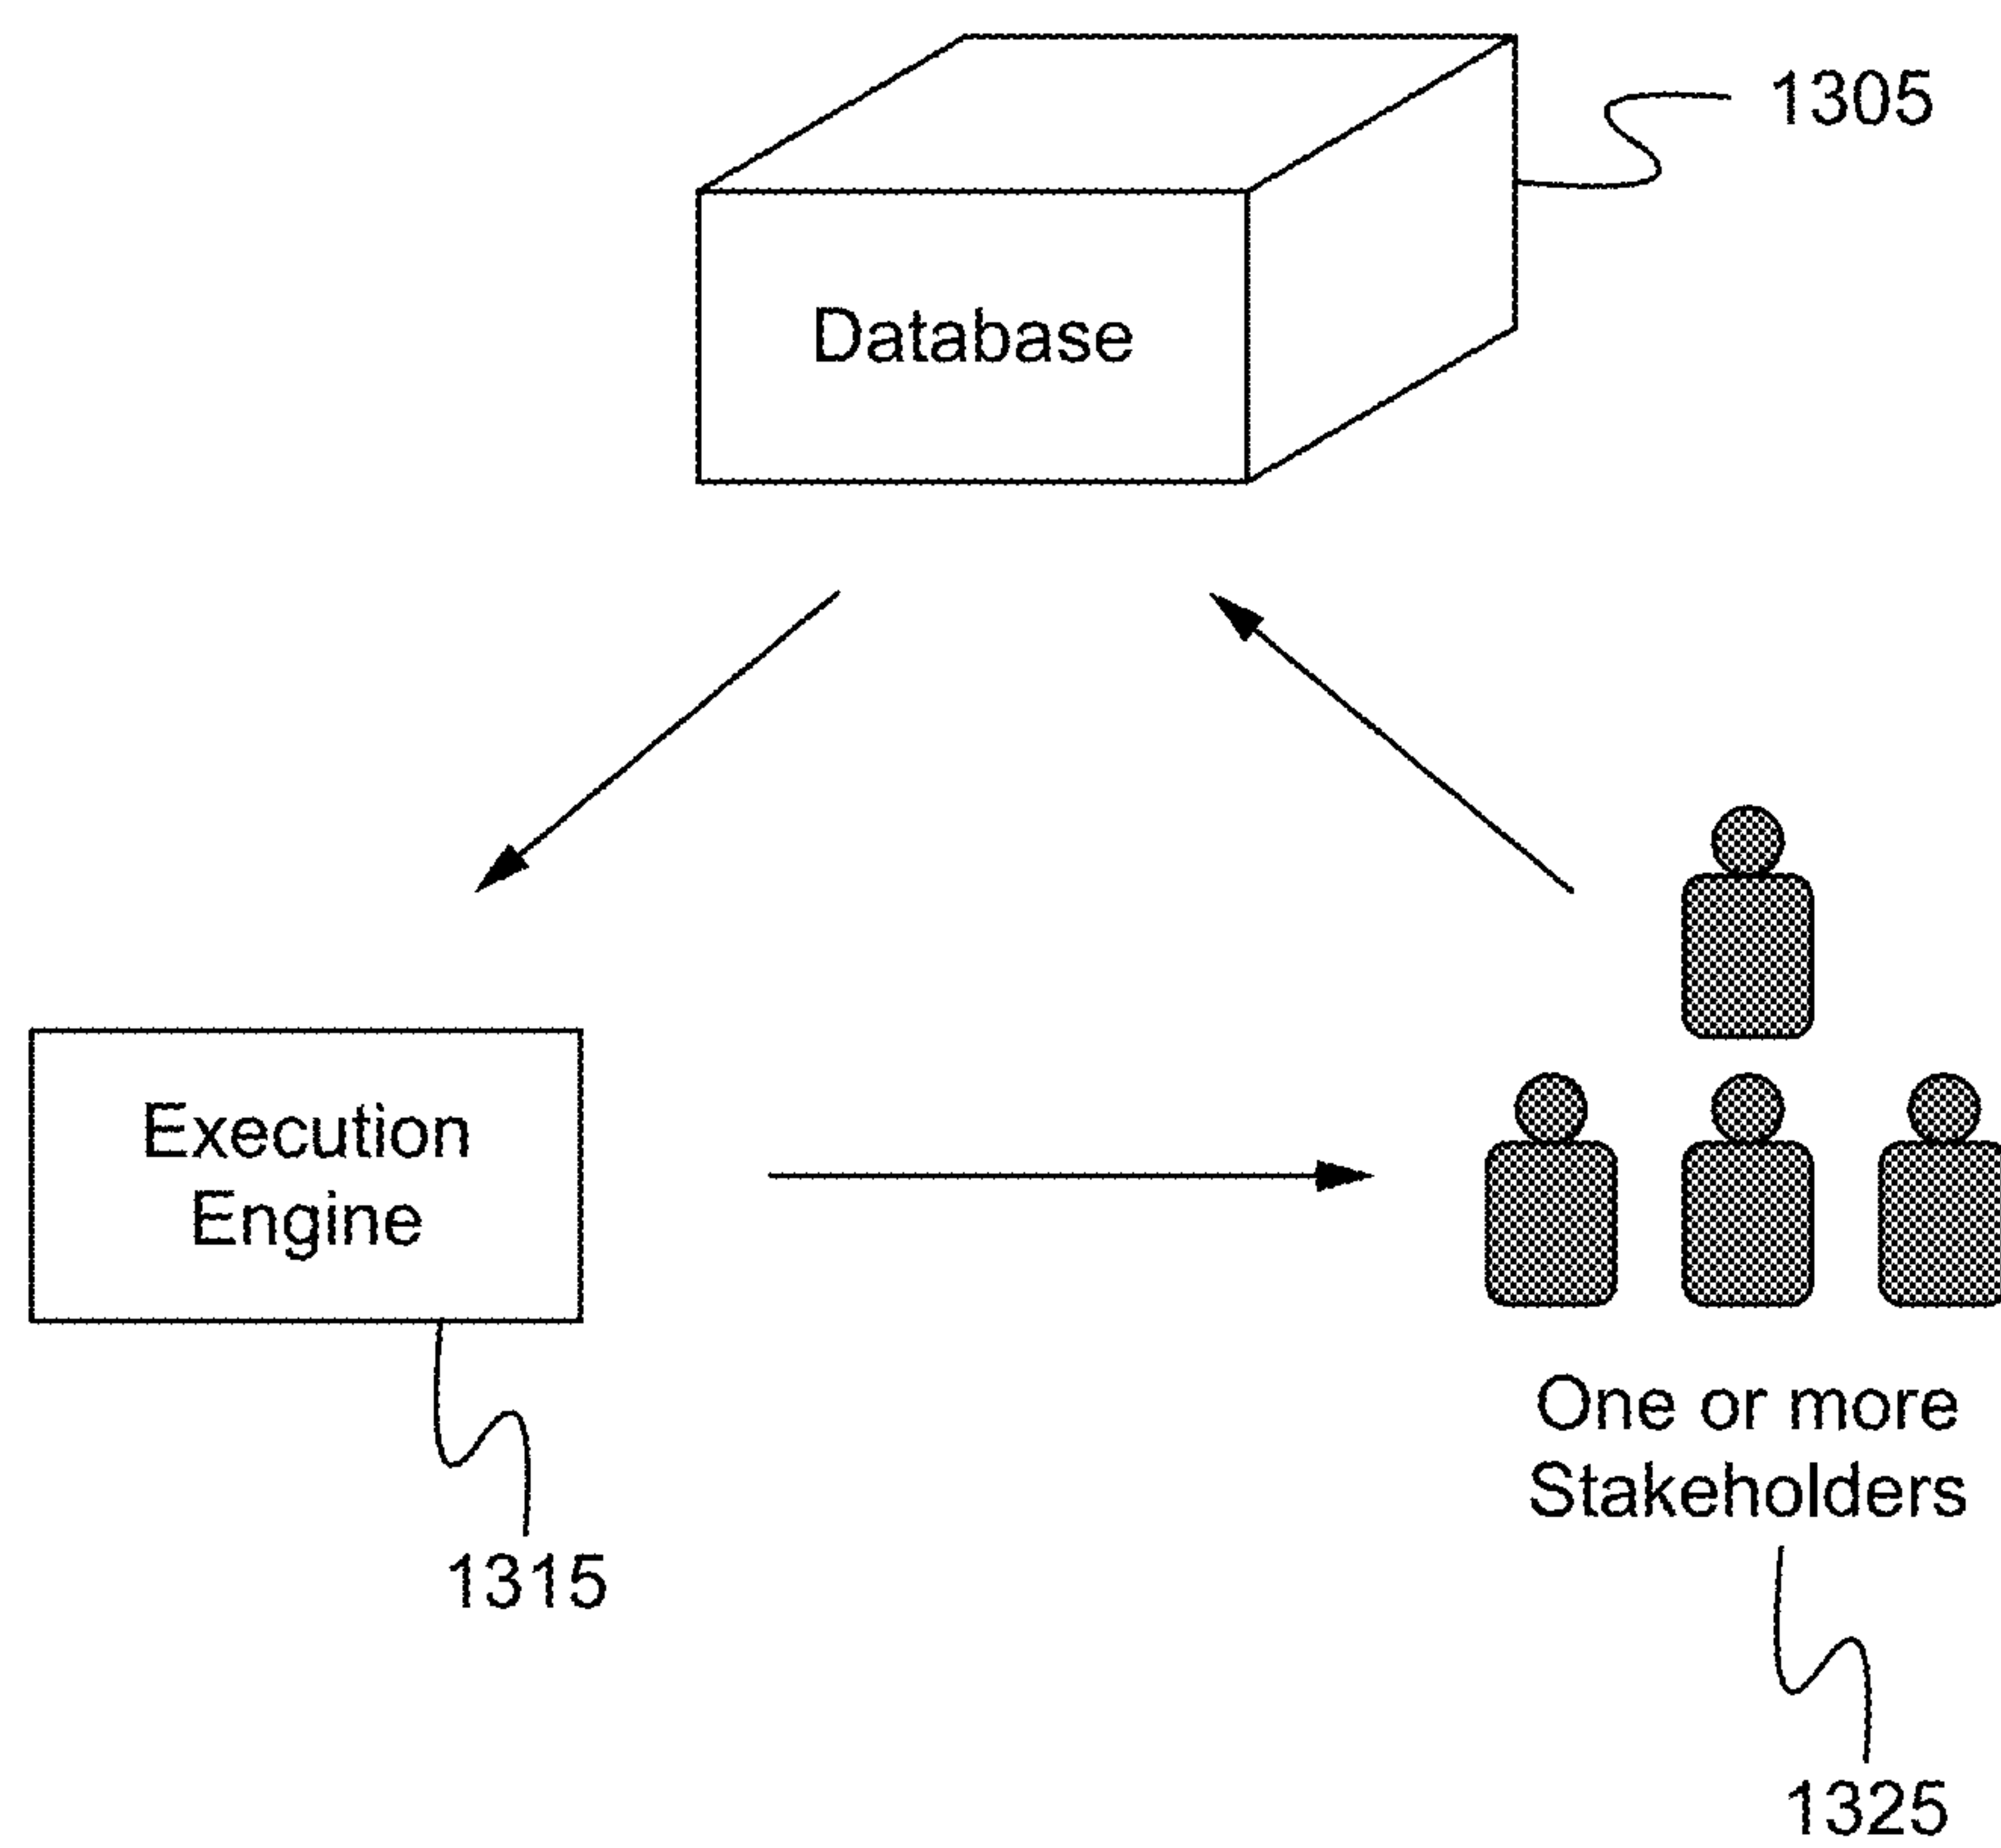 1305
Database
Execution
Engine
1315
One or more
Stakeholders
1325